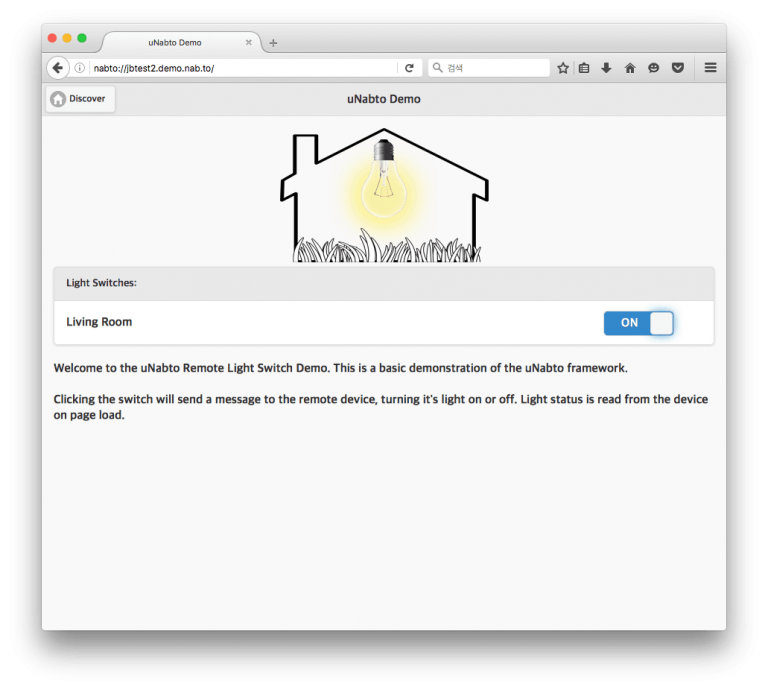 uNabto Demo
nabto://jbtest2.demo.nab.to/
검색
Discover
uNabto Demo
Light Switches:
Living Room
ON
Welcome to the uNabto Remote Light Switch Demo. This is a basic demonstration of the uNabto framework.
Clicking the switch will send a message to the remote device, turning it's light on or off. Light status is read from the device
on page load.